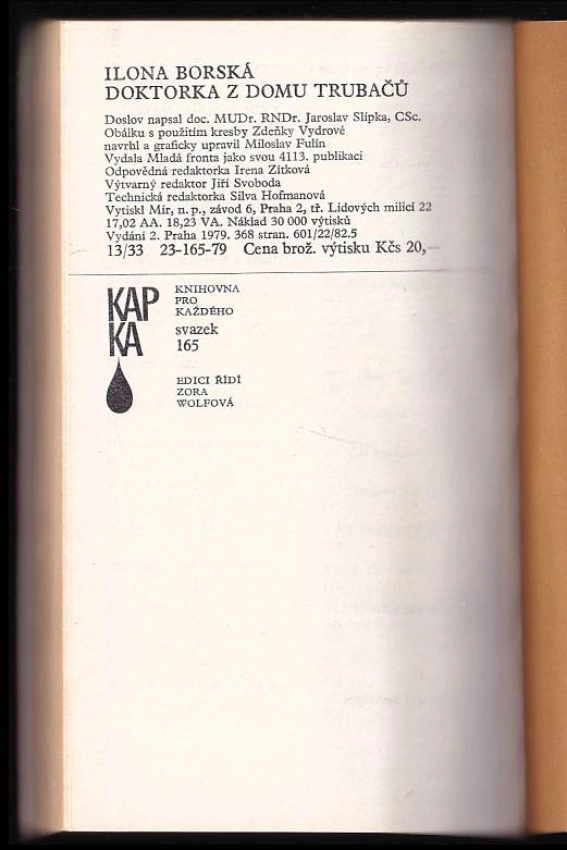 ILONA BORSKÁ
DOKTORKA Z DOMU TRUBAČŮ
Doslov napsal doc. MUDr. RNDr. Jaroslav Slípka, CSc.
Obálku s použitím kresby Zdeňky Vydrové
navrhl a graficky upravil Miloslav Fulín
Vydala Mladá fronta jako svou 4113. publikaci
Odpovědná redaktorka Irena Zítková
Výtvarný redaktor Jiří Svoboda
Technická redaktorka Silva Hofmanová
Vytiskl Mír, n. p., závod 6, Praha 2, tř. Lidových milicí 22
17,02 AA. 18,23 VA. Náklad 30 000 výtisků
Vydání 2. Praha 1979. 368 stran. 601/22/82.5
13/33 23-165-79 Cena brož. výtisku Kčs 20,—
KAP
KA
KNIHOVNA
PRO
KAŽDÉHO
svazek
165
EDICI ŘÍDÍ
ZORA
WOLFOVÁ